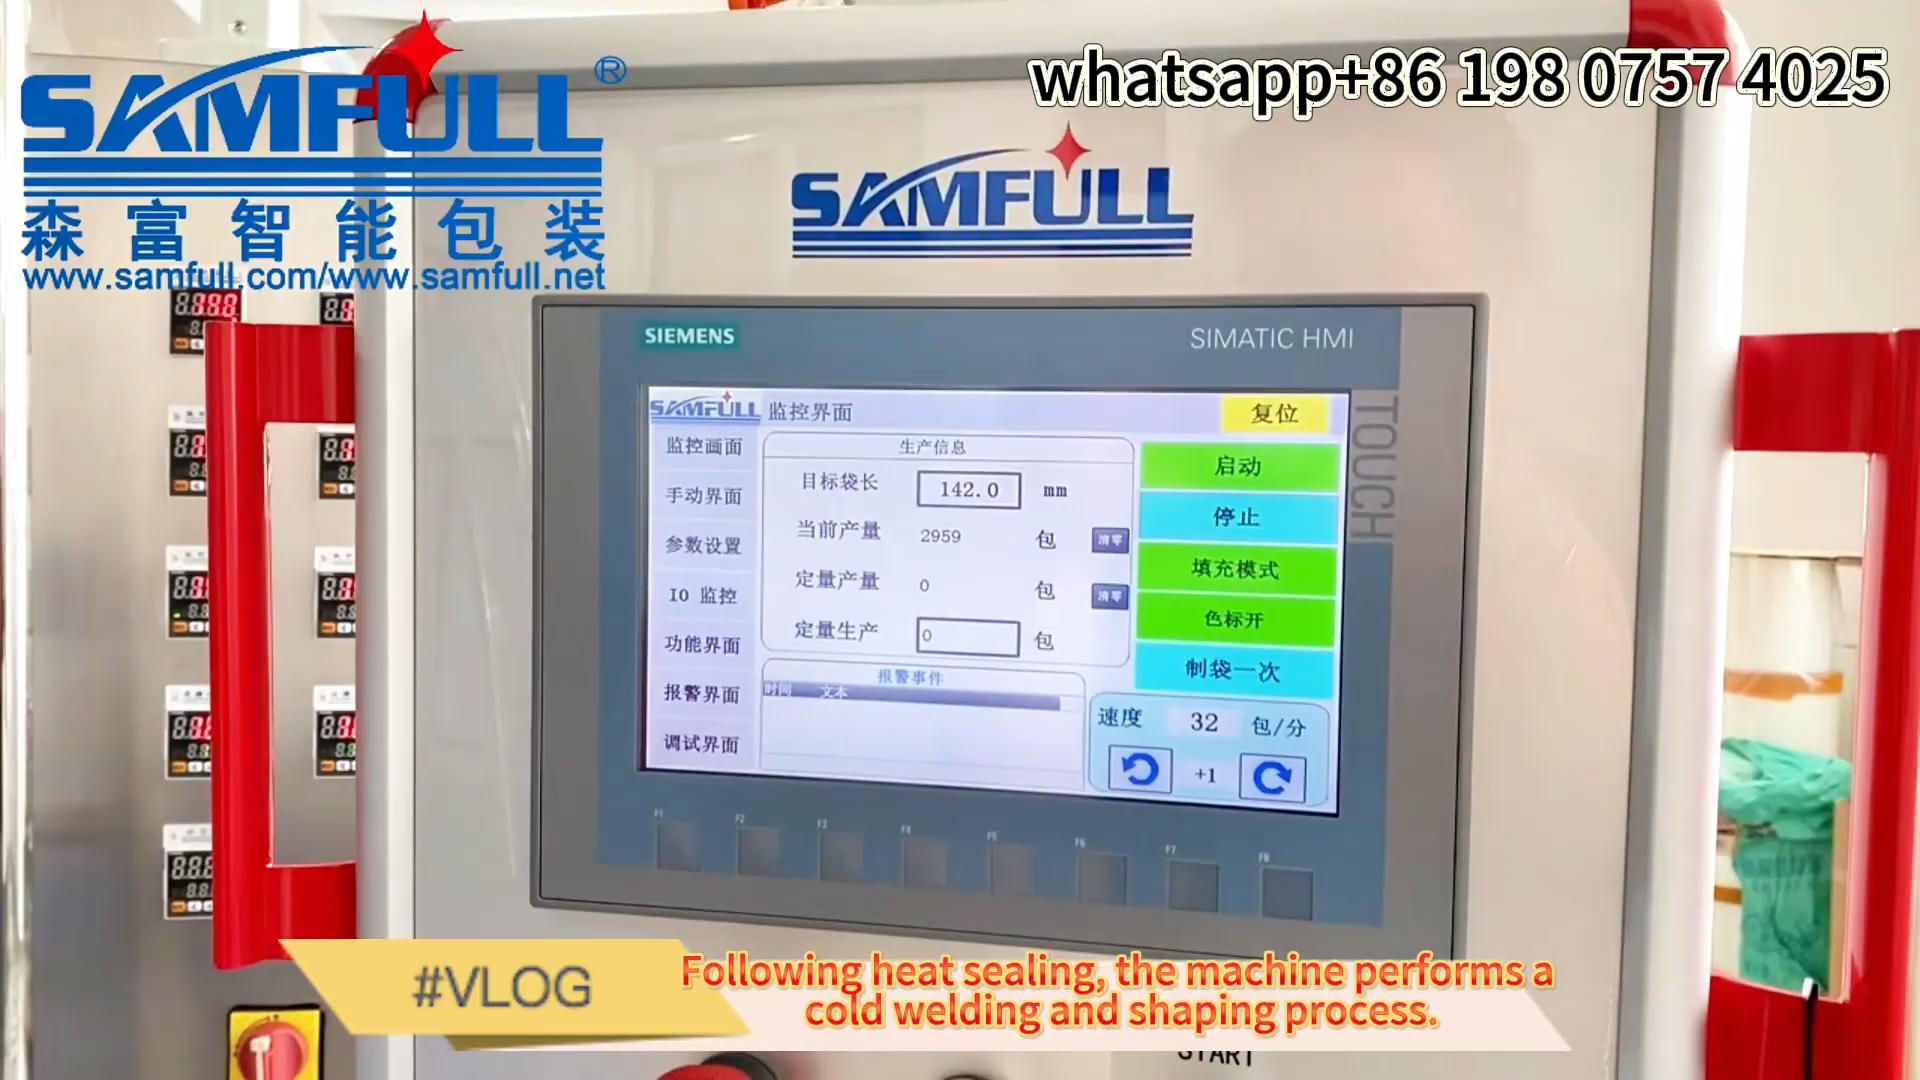 SAMFULL®
森富智能包装
www.samfull.com/www.samfull.net
whatsapp+86 198 0757 4025
SAMFULL
SIEMENS
SIMATIC HMI
TOUCH
SAMFULL 监控界面
复位
监控画面
手动界面
参数设置
IO 监控
功能界面
报警界面
调试界面
生产信息
目标袋长 142.0 mm
当前产量 2959 包 清零
定量产量 0 包 清零
定量生产 0 包
报警事件
时间 文本
启动
停止
填充模式
色标开
制袋一次
速度 32 包/分
+1
F1 F2 F3 F4 F5 F6 F7 F8
#VLOG
Following heat sealing, the machine performs a
cold welding and shaping process.
START